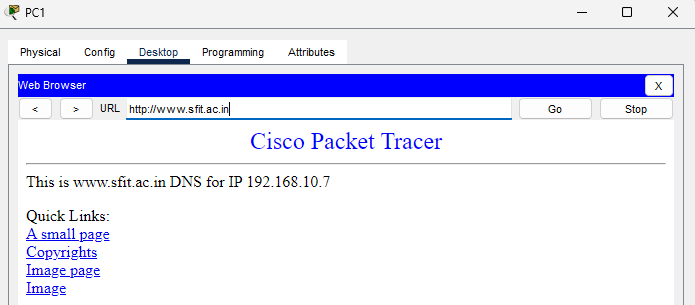 PC1
Physical Config Desktop Programming Attributes
Web Browser X
< > URL http://www.sfit.ac.in Go Stop
Cisco Packet Tracer
This is www.sfit.ac.in DNS for IP 192.168.10.7
Quick Links:
A small page
Copyrights
Image page
Image